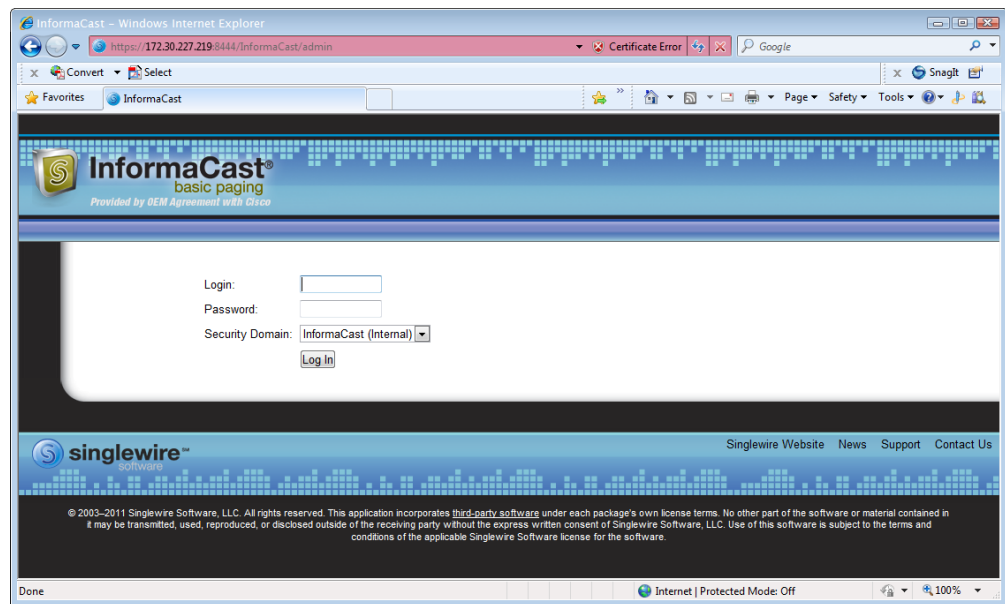 InformaCast – Windows Internet Explorer
https://172.30.227.219:8444/InformaCast/admin
Certificate Error
Google
x Convert Select
x SnagIt
Favorites
InformaCast
Page Safety Tools
InformaCast®
basic paging
Provided by OEM Agreement with Cisco
Login:
Password:
Security Domain: InformaCast (Internal)
Log In
singlewire℠
software
Singlewire Website News Support Contact Us
© 2003–2011 Singlewire Software, LLC. All rights reserved. This application incorporates third-party software under each package's own license terms. No other part of the software or material contained in
it may be transmitted, used, reproduced, or disclosed outside of the receiving party without the express written consent of Singlewire Software, LLC. Use of this software is subject to the terms and
conditions of the applicable Singlewire Software license for the software.
Done
Internet | Protected Mode: Off
100%